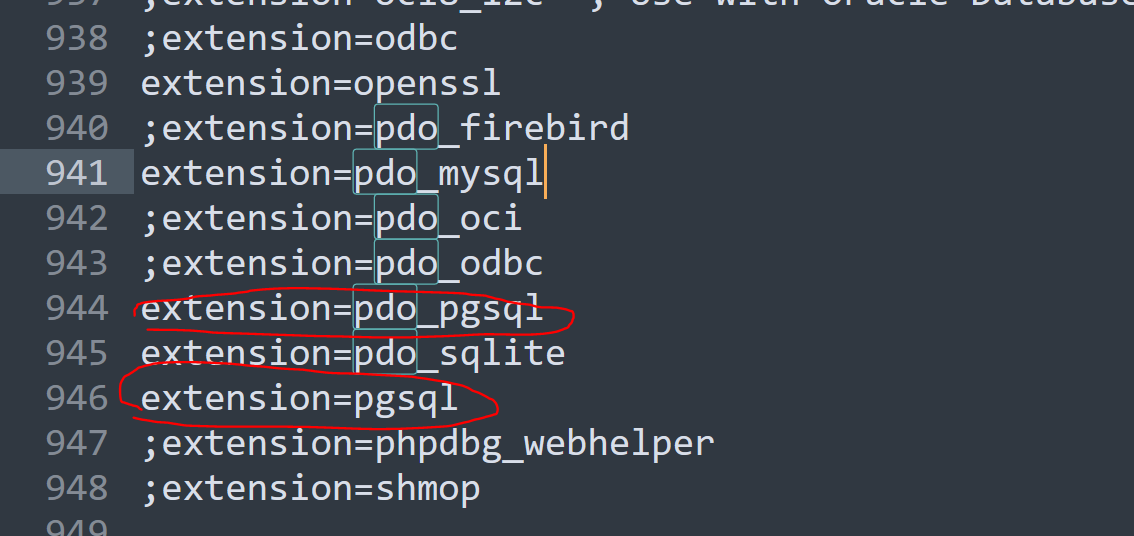 937 ;extension=oci8_12c ; Use with Oracle Database
938 ;extension=odbc
939 extension=openssl
940 ;extension=pdo_firebird
941 extension=pdo_mysql
942 ;extension=pdo_oci
943 ;extension=pdo_odbc
944 extension=pdo_pgsql
945 extension=pdo_sqlite
946 extension=pgsql
947 ;extension=phpdbg_webhelper
948 ;extension=shmop
949